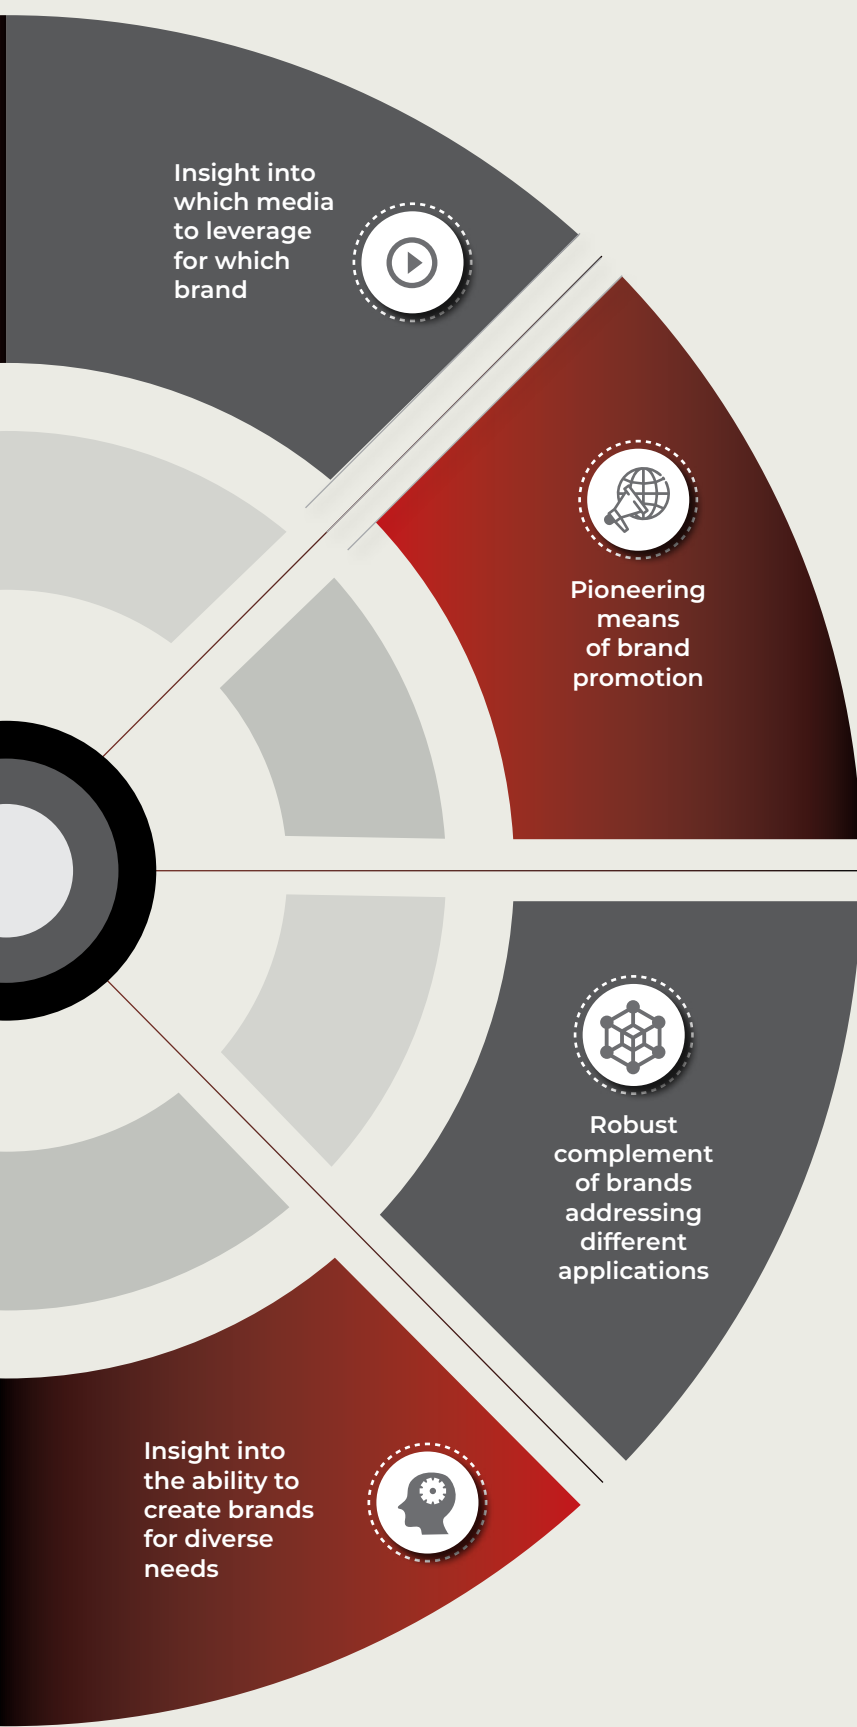 Insight into
which media
to leverage
for which
brand
Pioneering
means
of brand
promotion
Robust
complement
of brands
addressing
different
applications
Insight into
the ability to
create brands
for diverse
needs